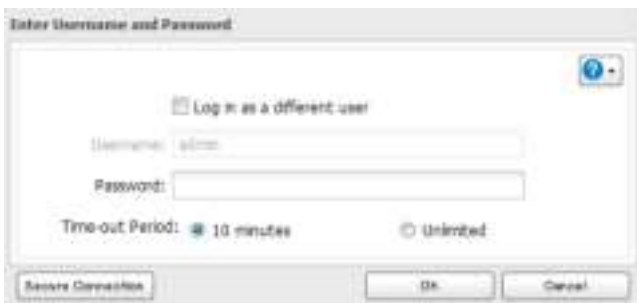 Enter Username and Password
Log in as a different user
Username: admin
Password:
Time-out Period: 10 minutes Unlimited
Secure Connection OK Cancel